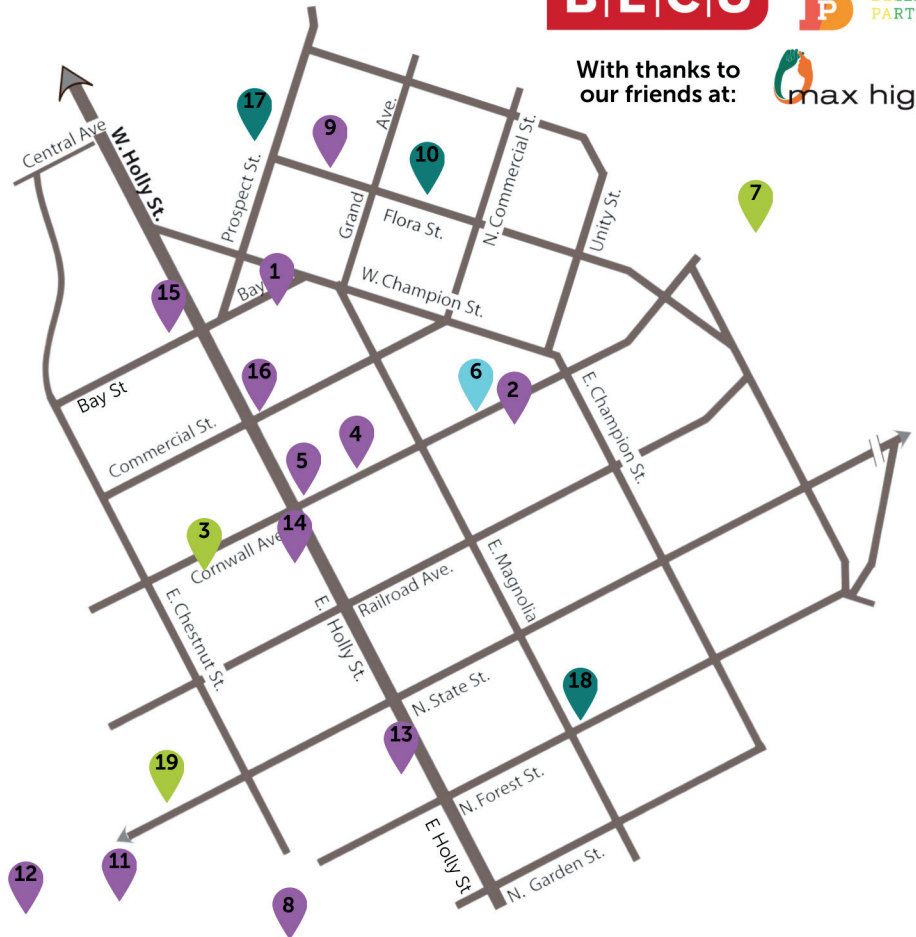 BECU
P
PART
With thanks to
our friends at:
max hig
17
9
10
7
Central Ave
W. Holly St.
Prospect St.
Grand
Ave.
Flora St.
N. Commercial St.
Unity St.
15
1
Bay
W. Champion St.
Bay St
16
6
2
Commercial St.
4
5
E. Champion St.
3
14
Cornwall Ave
E. Chestnut St.
E. Holly St.
Railroad Ave.
E. Magnolia
N. State St.
18
13
19
N. Forest St.
E Holly St
N. Garden St.
12
11
8